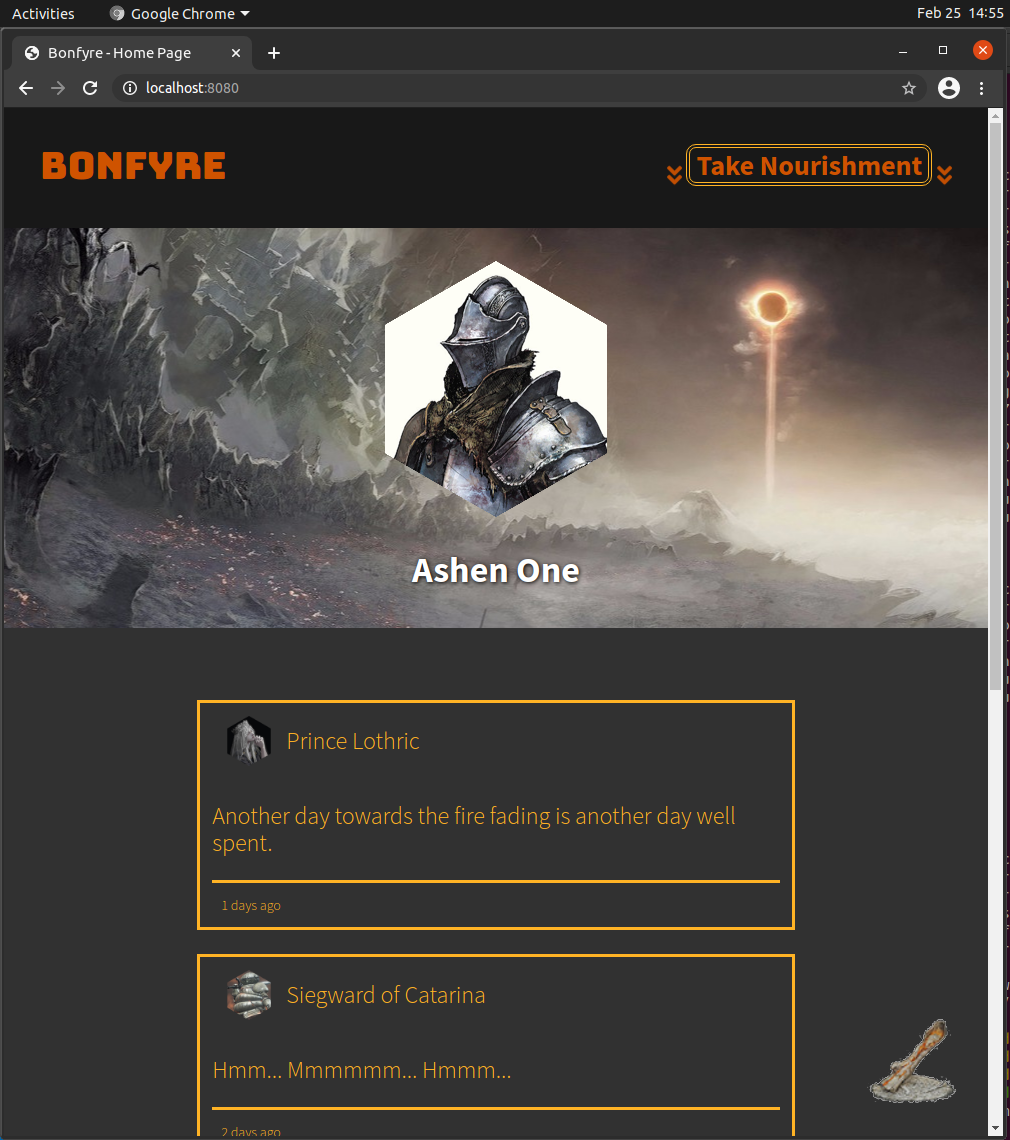 Activities Google Chrome Feb 25 14:55
Bonfyre - Home Page
localhost:8080
BONFYRE Take Nourishment
Ashen One
Prince Lothric
Another day towards the fire fading is another day well
spent.
1 days ago
Siegward of Catarina
Hmm... Mmmmmm... Hmmm...
2 days ago